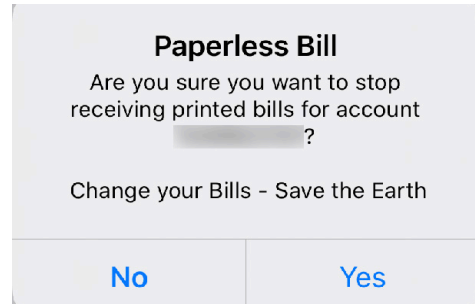 Paperless Bill
Are you sure you want to stop
receiving printed bills for account
?
Change your Bills - Save the Earth
No
Yes